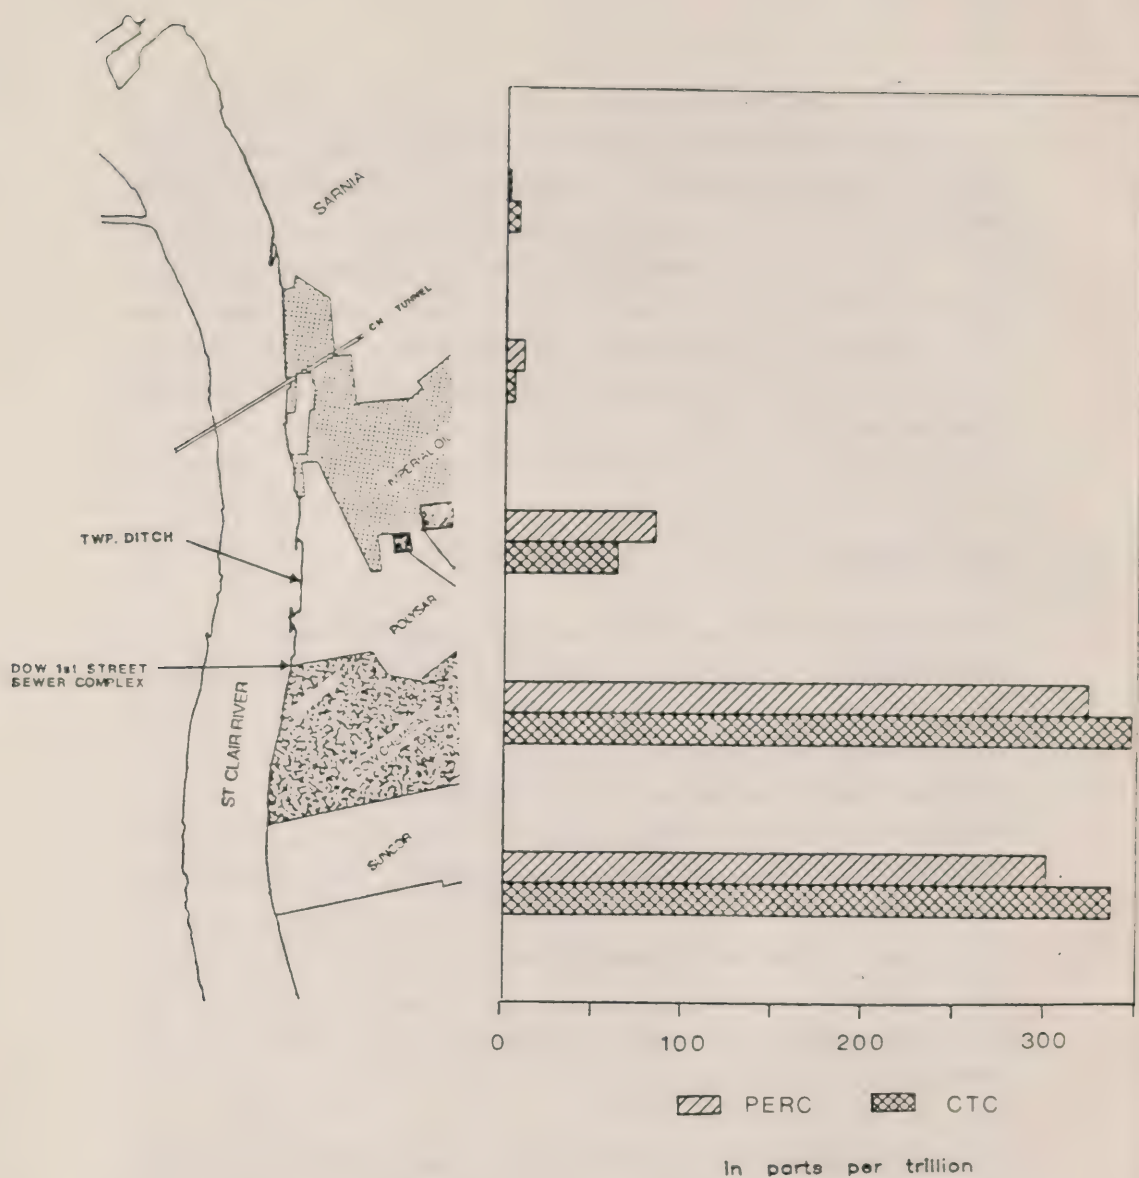 SARNIA
CN TUNNEL
IMPERIAL OIL
TWP. DITCH
POLYSAR
DOW 1st STREET
SEWER COMPLEX
ST CLAIR RIVER
SUNCOR
0 100 200 300
PERC CTC
In parts per trillion